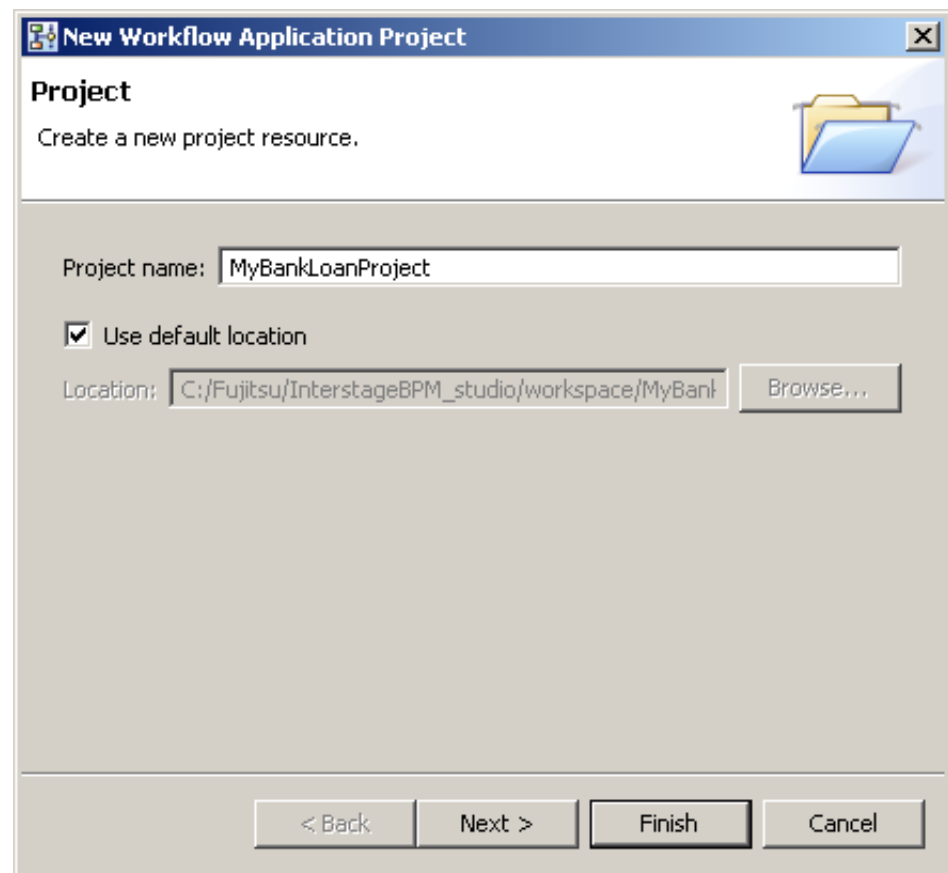 New Workflow Application Project
Project
Create a new project resource.
Project name: MyBankLoanProject
Use default location
Location: C:/Fujitsu/InterstageBPM_studio/workspace/MyBank Browse...
< Back Next > Finish Cancel